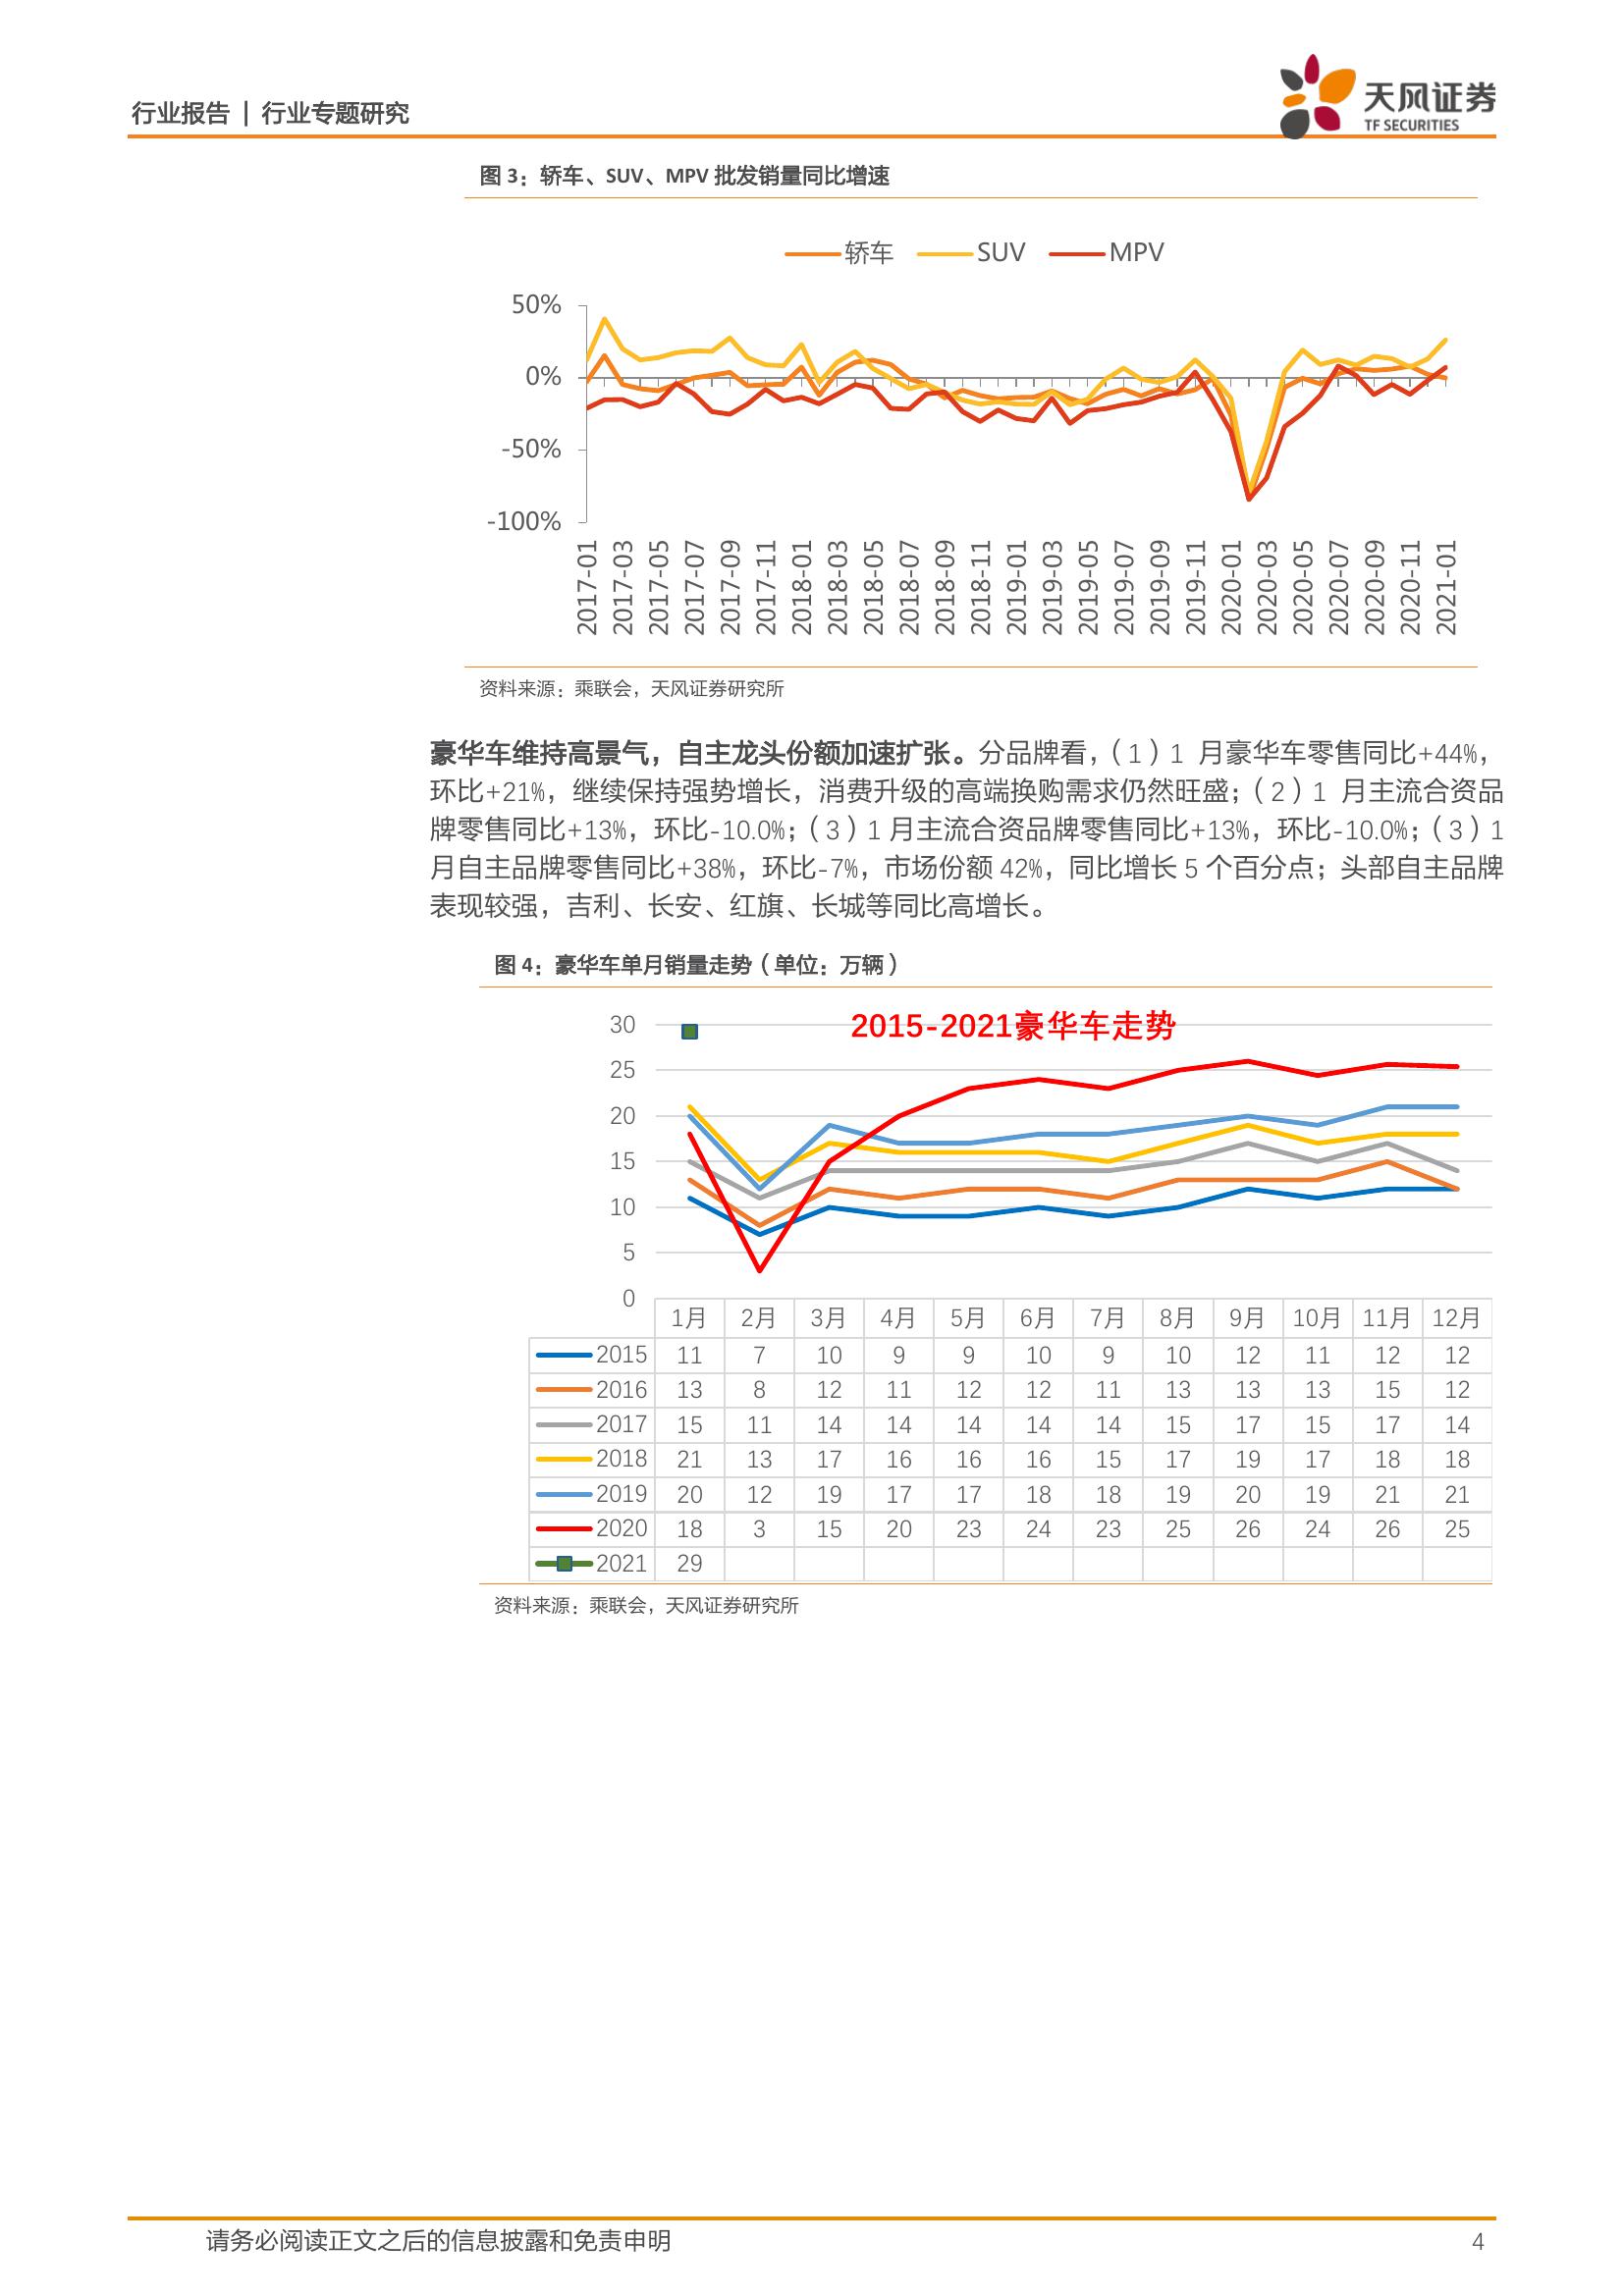 行业报告 | 行业专题研究
天风证券
TF SECURITIES
图 3：轿车、SUV、MPV 批发销量同比增速
轿车 SUV MPV
50%
0%
-50%
-100%
2017-01 2017-03 2017-05 2017-07 2017-09 2017-11 2018-01 2018-03 2018-05 2018-07 2018-09 2018-11 2019-01 2019-03 2019-05 2019-07 2019-09 2019-11 2020-01 2020-03 2020-05 2020-07 2020-09 2020-11 2021-01
资料来源：乘联会，天风证券研究所
豪华车维持高景气，自主龙头份额加速扩张。分品牌看，（1）1 月豪华车零售同比+44%，
环比+21%，继续保持强势增长，消费升级的高端换购需求仍然旺盛；（2）1 月主流合资品
牌零售同比+13%，环比-10.0%；（3）1 月主流合资品牌零售同比+13%，环比-10.0%；（3）1
月自主品牌零售同比+38%，环比-7%，市场份额 42%，同比增长 5 个百分点；头部自主品牌
表现较强，吉利、长安、红旗、长城等同比高增长。
图 4：豪华车单月销量走势（单位：万辆）
2015-2021豪华车走势
30
25
20
15
10
5
0
1月 2月 3月 4月 5月 6月 7月 8月 9月 10月 11月 12月
2015 11 7 10 9 9 10 9 10 12 11 12 12
2016 13 8 12 11 12 12 11 13 13 13 15 12
2017 15 11 14 14 14 14 14 15 17 15 17 14
2018 21 13 17 16 16 16 15 17 19 17 18 18
2019 20 12 19 17 17 18 18 19 20 19 21 21
2020 18 3 15 20 23 24 23 25 26 24 26 25
2021 29
资料来源：乘联会，天风证券研究所
请务必阅读正文之后的信息披露和免责申明 4